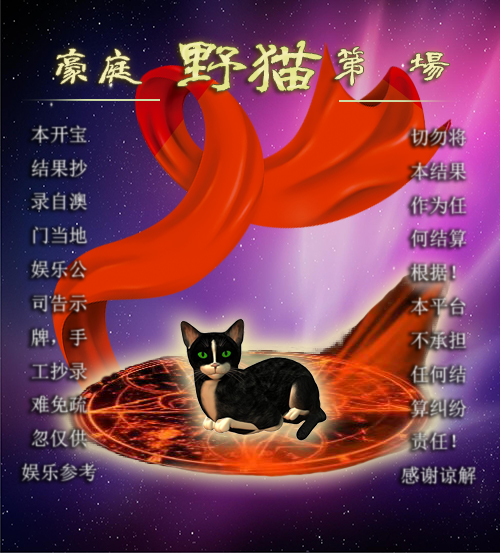 豪庭 野猫 第 場
本开宝
结果抄
录自澳
门当地
娱乐公
司告示
牌，手
工抄录
难免疏
忽仅供
娱乐参考
切勿将
本结果
作为任
何结算
根据！
本平台
不承担
任何结
算纠纷
责任！
感谢谅解